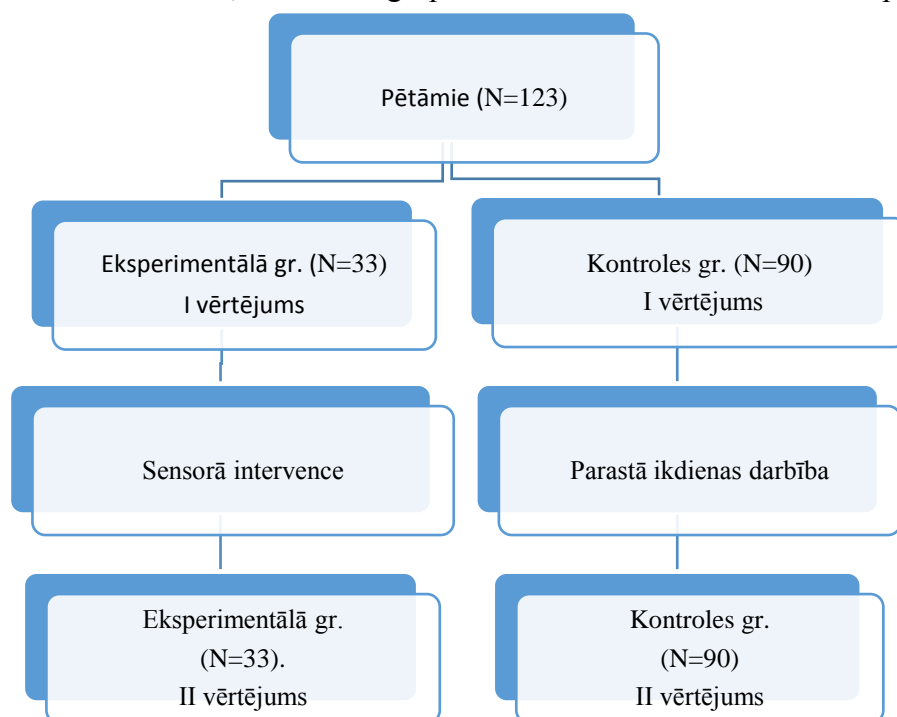 Pētāmie (N=123)
Eksperimentālā gr. (N=33)
I vērtējums
Kontroles gr. (N=90)
I vērtējums
Sensorā intervence
Parastā ikdienas darbība
Eksperimentālā gr.
(N=33).
II vērtējums
Kontroles gr.
(N=90)
II vērtējums